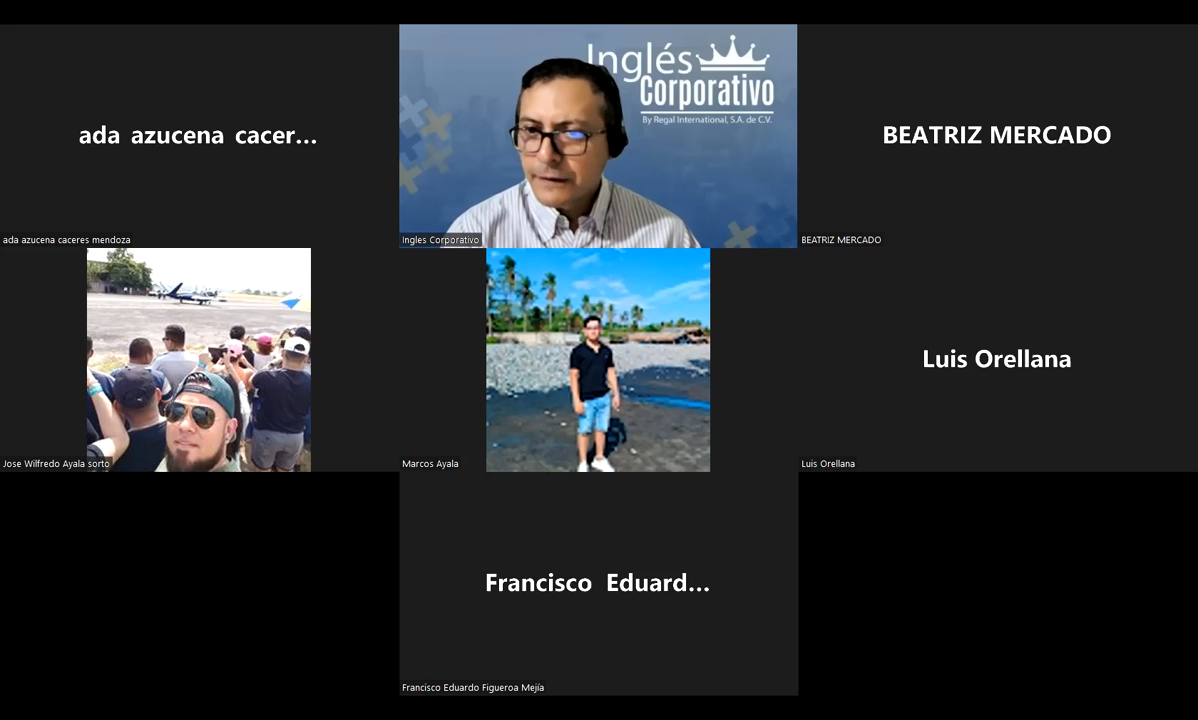 ada azucena cacer...
ada azucena caceres mendoza
Inglés
Corporativo
By Regal International, S.A. de C.V.
Ingles Corporativo
BEATRIZ MERCADO
BEATRIZ MERCADO
Jose Wilfredo Ayala sorto
Marcos Ayala
Luis Orellana
Luis Orellana
Francisco Eduard...
Francisco Eduardo Figueroa Mejía